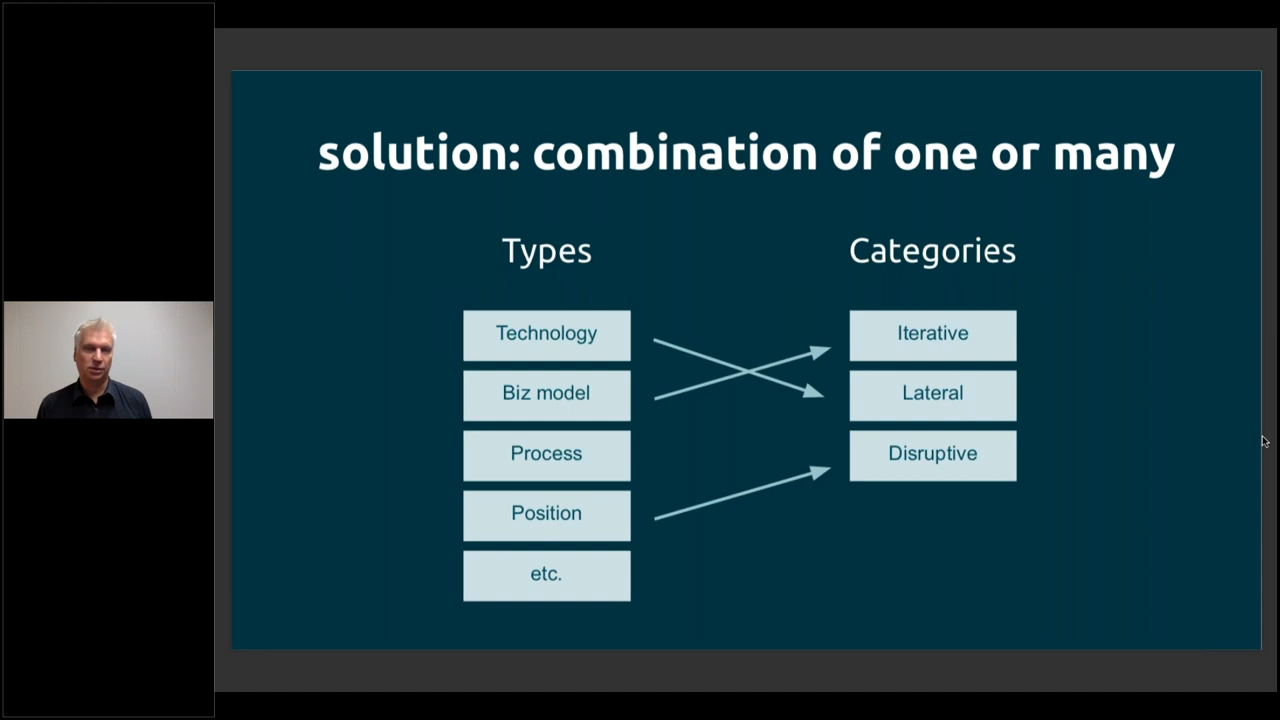 solution: combination of one or many
Types
Categories
Technology
Iterative
Biz model
Lateral
Process
Disruptive
Position
etc.